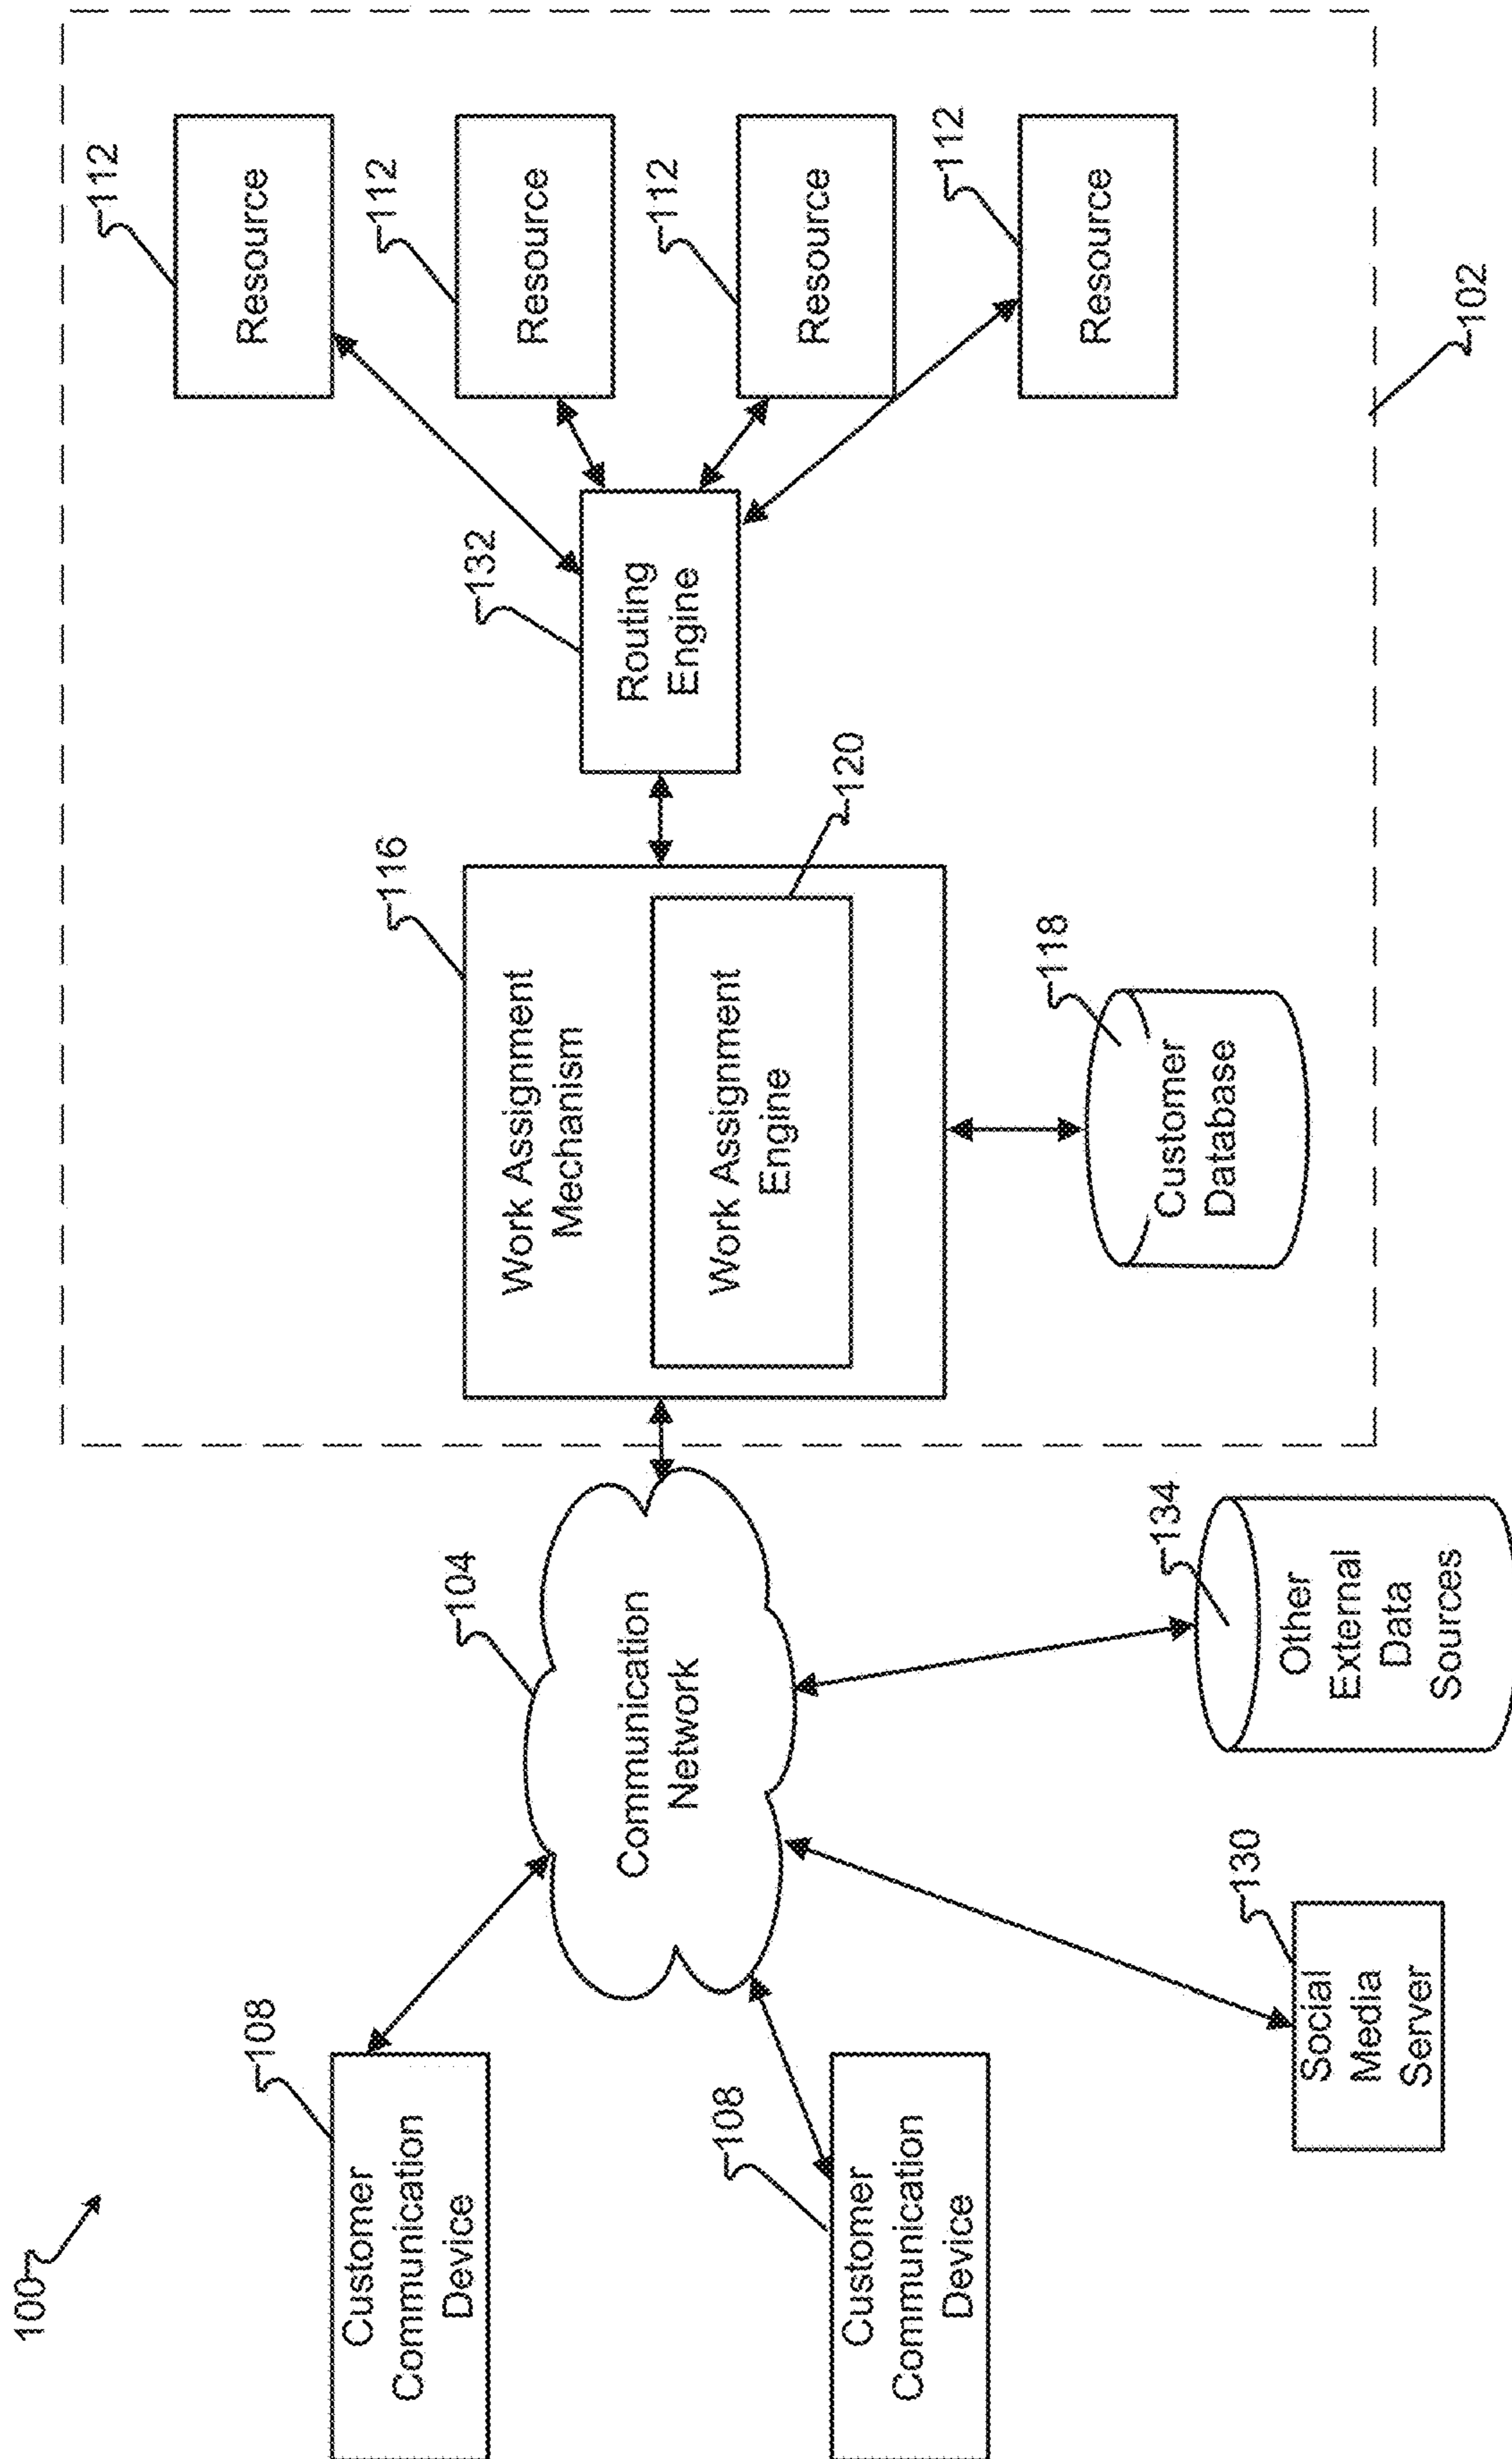 100
108
Customer
Communication
Device
108
Customer
Communication
Device
104
Communication
Network
130
Social
Media
Server
134
Other
External
Data
Sources
116
Work Assignment
Mechanism
120
Work Assignment
Engine
118
Customer
Database
132
Routing
Engine
112
Resource
112
Resource
112
Resource
112
Resource
102